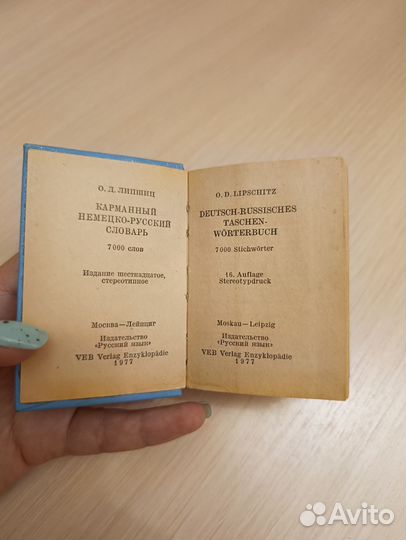 О. Д. ЛИПШИЦ
КАРМАННЫЙ
НЕМЕЦКО-РУССКИЙ
СЛОВАРЬ
7000 слов
Издание шестнадцатое,
стереотипное
Москва—Лейпциг
Издательство
«Русский язык»
VEB Verlag Enzyklopädie
1977
O. D. LIPSCHITZ
DEUTSCH-RUSSISCHES
TASCHEN-
WÖRTERBUCH
7000 Stichwörter
16. Auflage
Stereotypdruck
Moskau—Leipzig
Издательство
«Русский язык»
VEB Verlag Enzyklopädie
1977
Avito